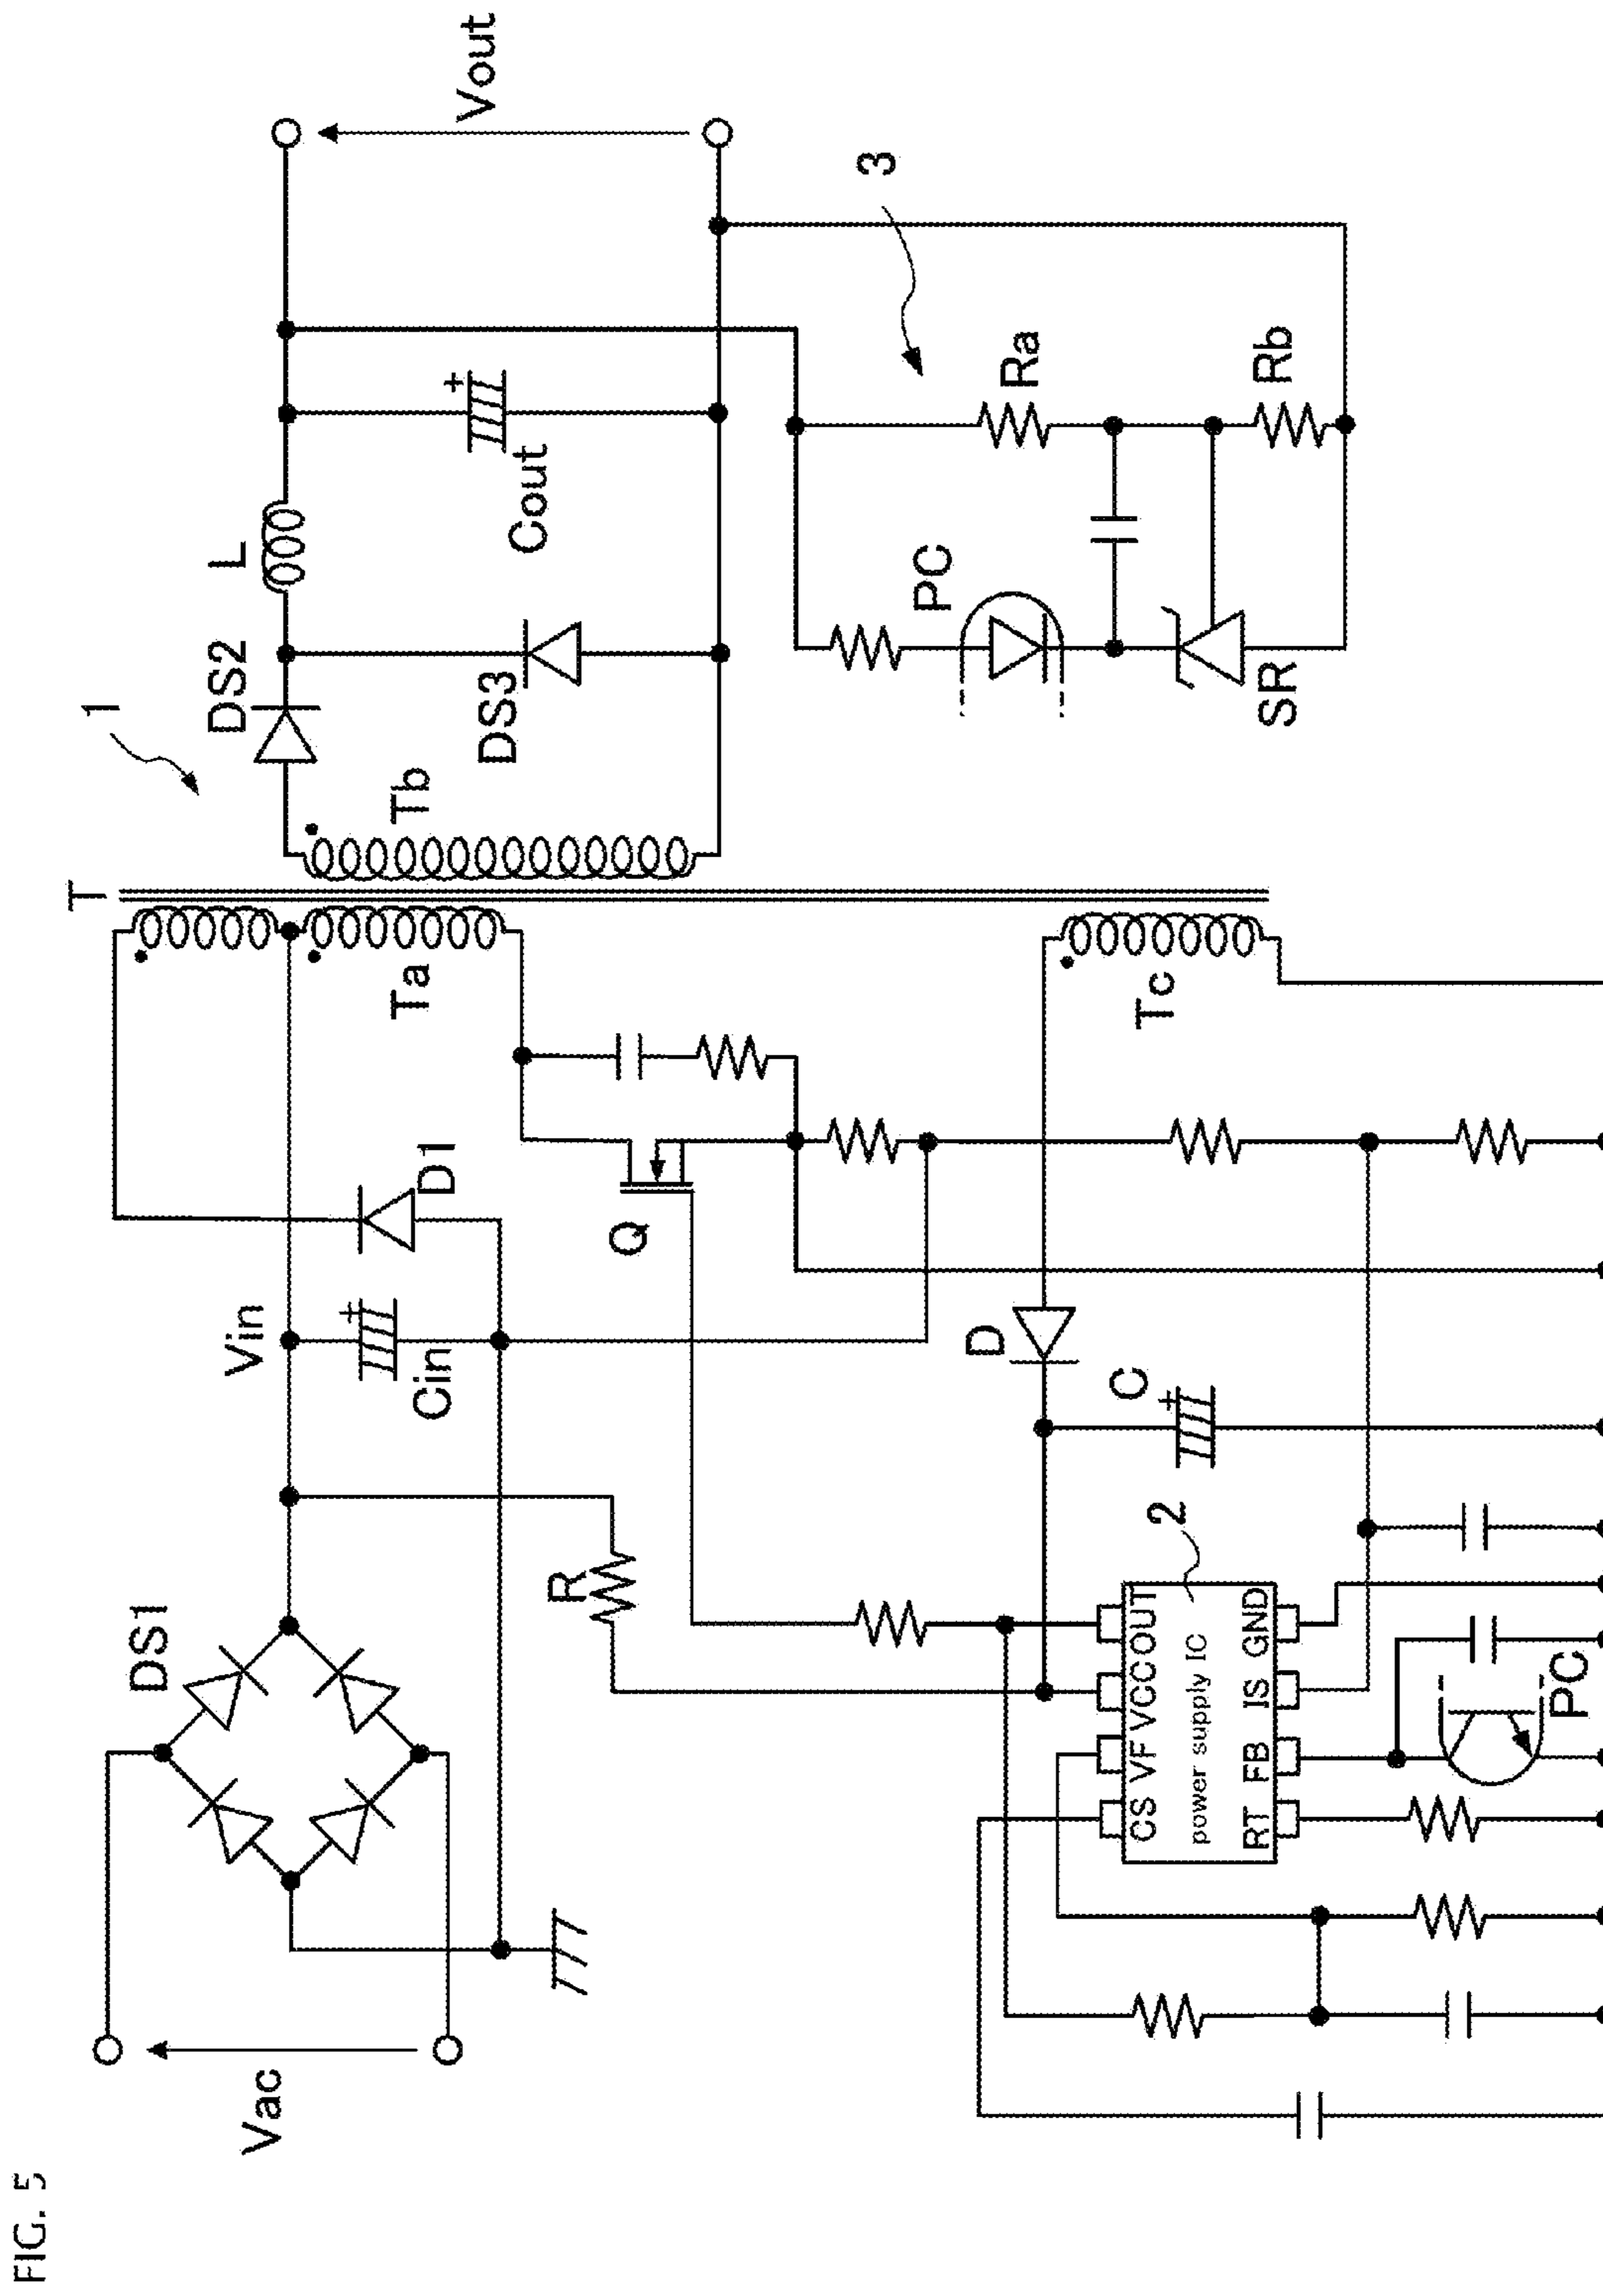 FIG. 5
1
T
DS1
Vin
D1
Ta
Tb
DS2
L
DS3
Cout
+
Vout
Vac
Cin
+
R
Q
3
PC
Ra
D
C
+
Tc
SR
Rb
2
CS VF VCC OUT
power supply IC
RT FB IS GND
PC